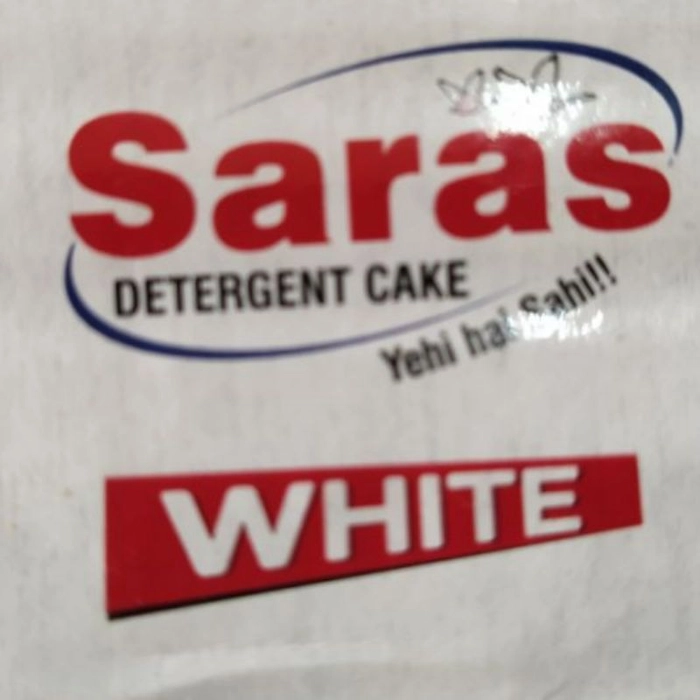 Saras
DETERGENT CAKE
Yehi hai Sahi!!
WHITE